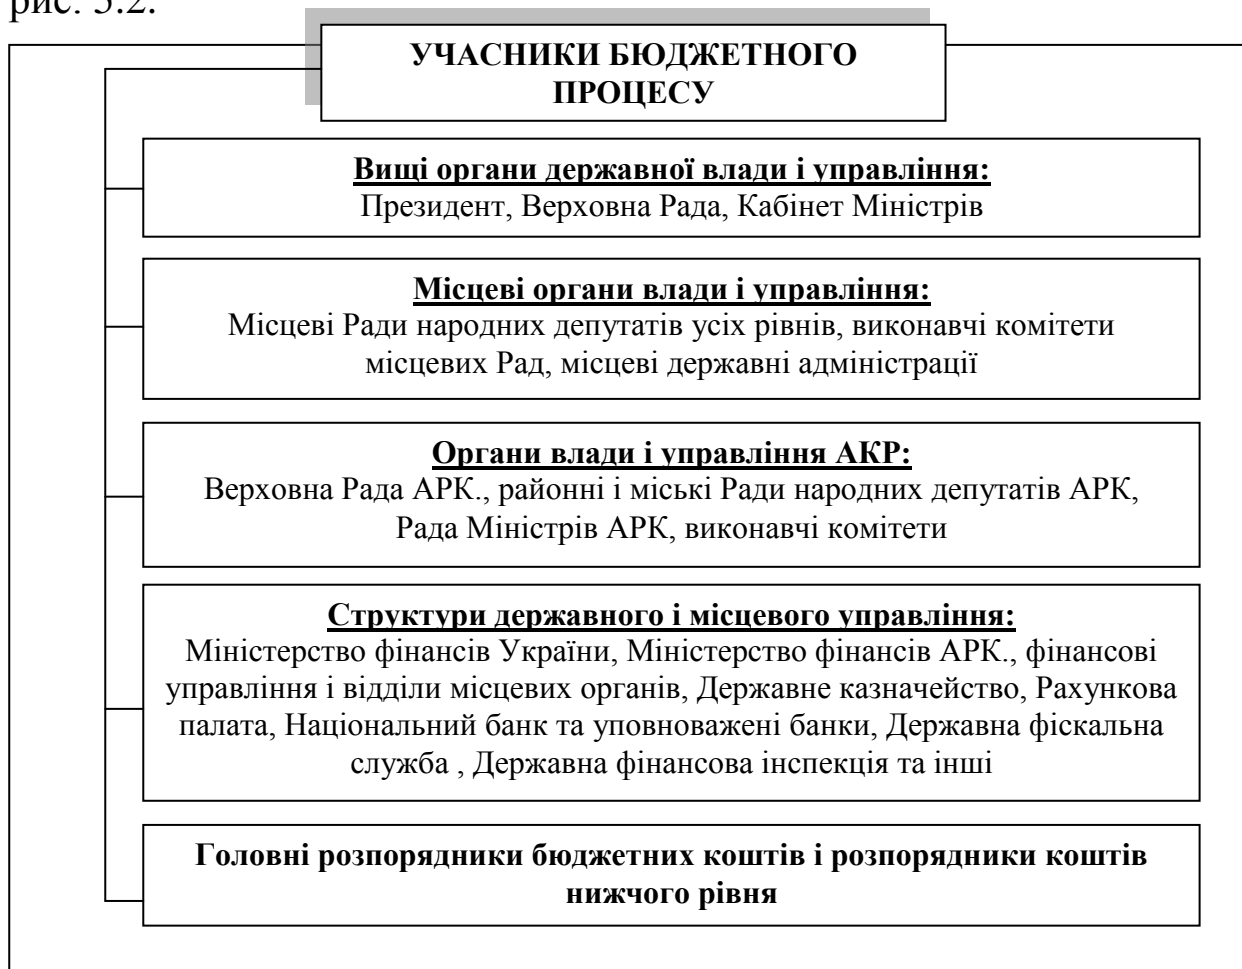 рис. 5.2.
УЧАСНИКИ БЮДЖЕТНОГО
ПРОЦЕСУ
Вищі органи державної влади і управління:
Президент, Верховна Рада, Кабінет Міністрів
Місцеві органи влади і управління:
Місцеві Ради народних депутатів усіх рівнів, виконавчі комітети
місцевих Рад, місцеві державні адміністрації
Органи влади і управління АКР:
Верховна Рада АРК., районні і міські Ради народних депутатів АРК,
Рада Міністрів АРК, виконавчі комітети
Структури державного і місцевого управління:
Міністерство фінансів України, Міністерство фінансів АРК., фінансові
управління і відділи місцевих органів, Державне казначейство, Рахункова
палата, Національний банк та уповноважені банки, Державна фіскальна
служба , Державна фінансова інспекція та інші
Головні розпорядники бюджетних коштів і розпорядники коштів
нижчого рівня